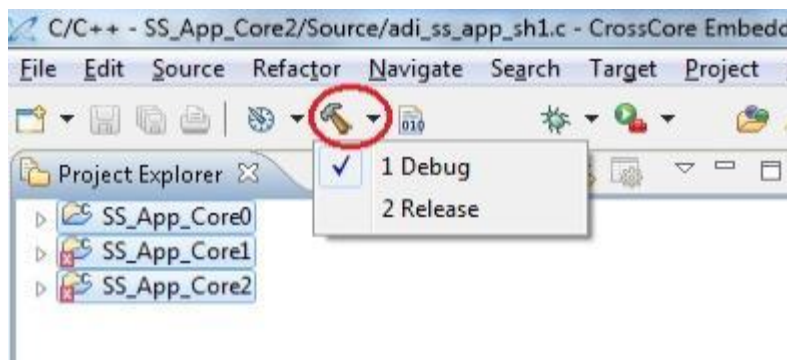 C/C++ - SS_App_Core2/Source/adi_ss_app_sh1.c - CrossCore Embedd
File Edit Source Refactor Navigate Search Target Project
010
Project Explorer
1 Debug
2 Release
SS_App_Core0
SS_App_Core1
SS_App_Core2